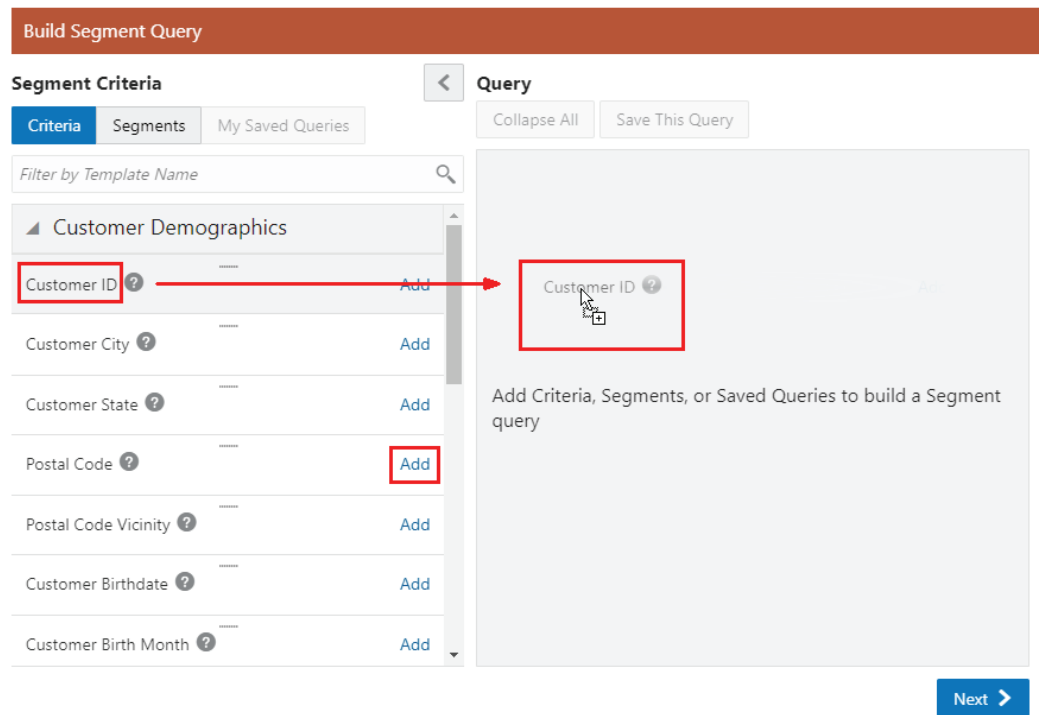 Build Segment Query
Segment Criteria
Criteria
Segments
My Saved Queries
Filter by Template Name
Customer Demographics
Customer ID ? Add
Customer City ? Add
Customer State ? Add
Postal Code ? Add
Postal Code Vicinity ? Add
Customer Birthdate ? Add
Customer Birth Month ? Add
Query
Collapse All
Save This Query
Customer ID ?
Add Criteria, Segments, or Saved Queries to build a Segment
query
Next